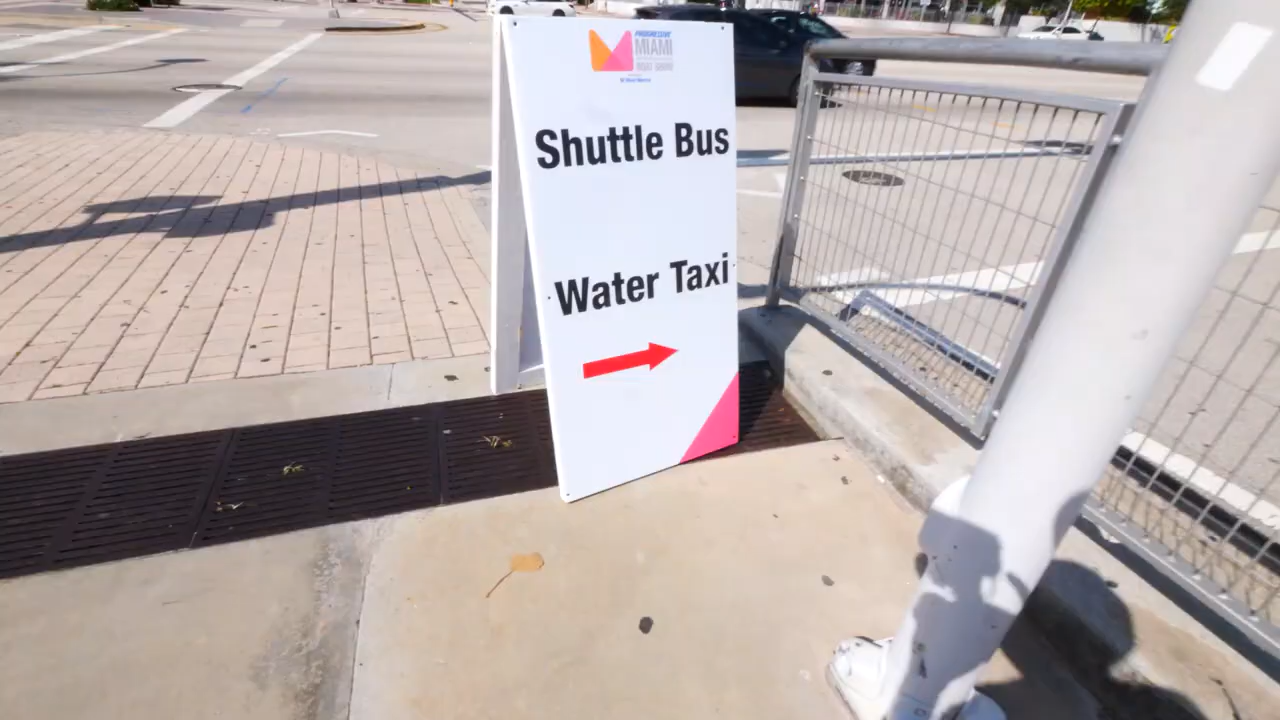 PROGRESSIVE
MIAMI
BOAT SHOW
Shuttle Bus
Water Taxi